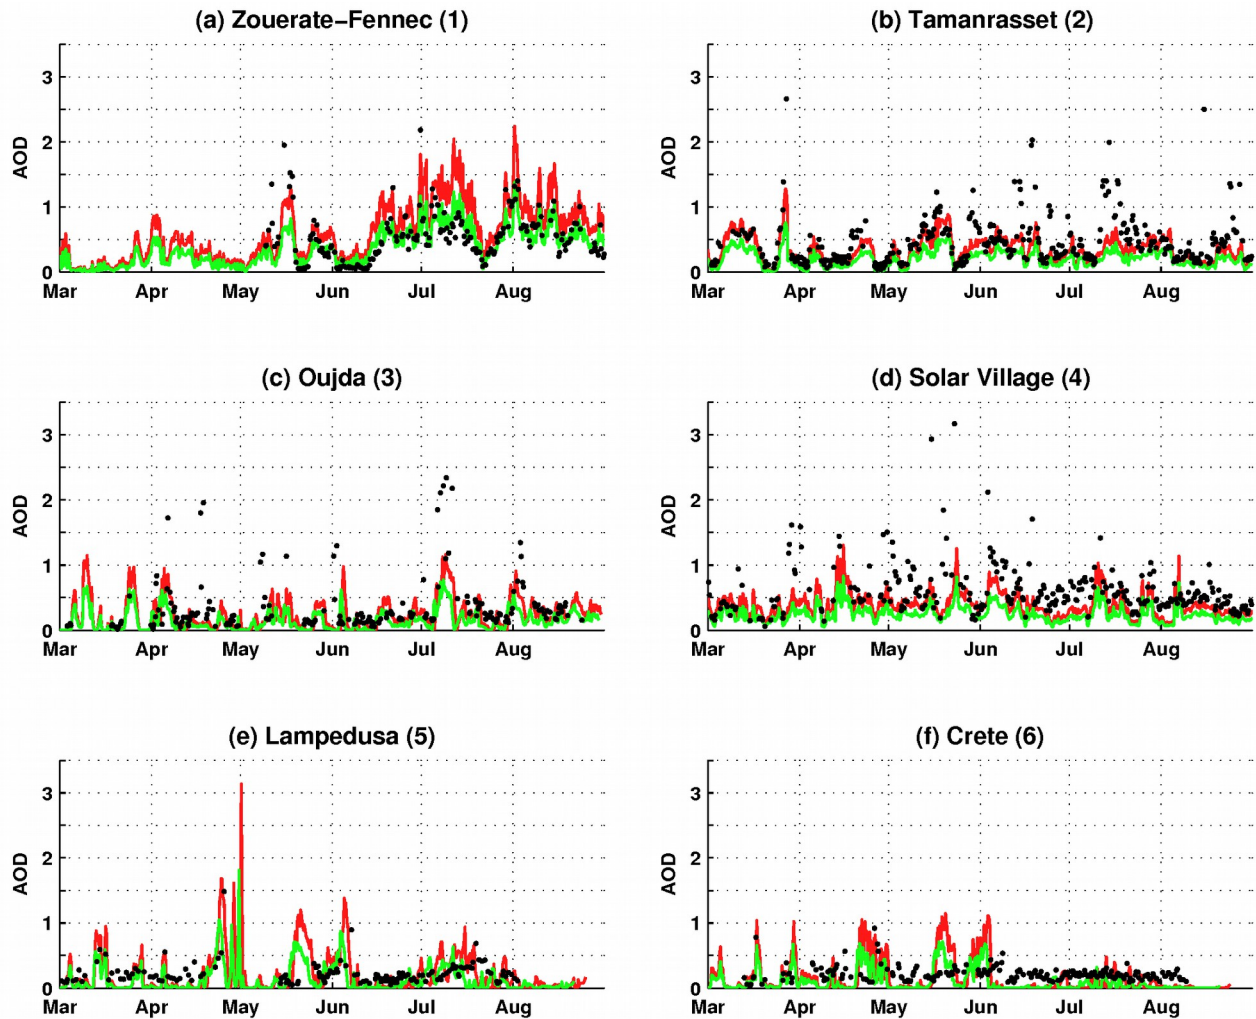 (a) Zouerate−Fennec (1)
3
2
1
0
AOD
Mar Apr May Jun Jul Aug
(b) Tamanrasset (2)
3
2
1
0
AOD
Mar Apr May Jun Jul Aug
(c) Oujda (3)
3
2
1
0
AOD
Mar Apr May Jun Jul Aug
(d) Solar Village (4)
3
2
1
0
AOD
Mar Apr May Jun Jul Aug
(e) Lampedusa (5)
3
2
1
0
AOD
Mar Apr May Jun Jul Aug
(f) Crete (6)
3
2
1
0
AOD
Mar Apr May Jun Jul Aug